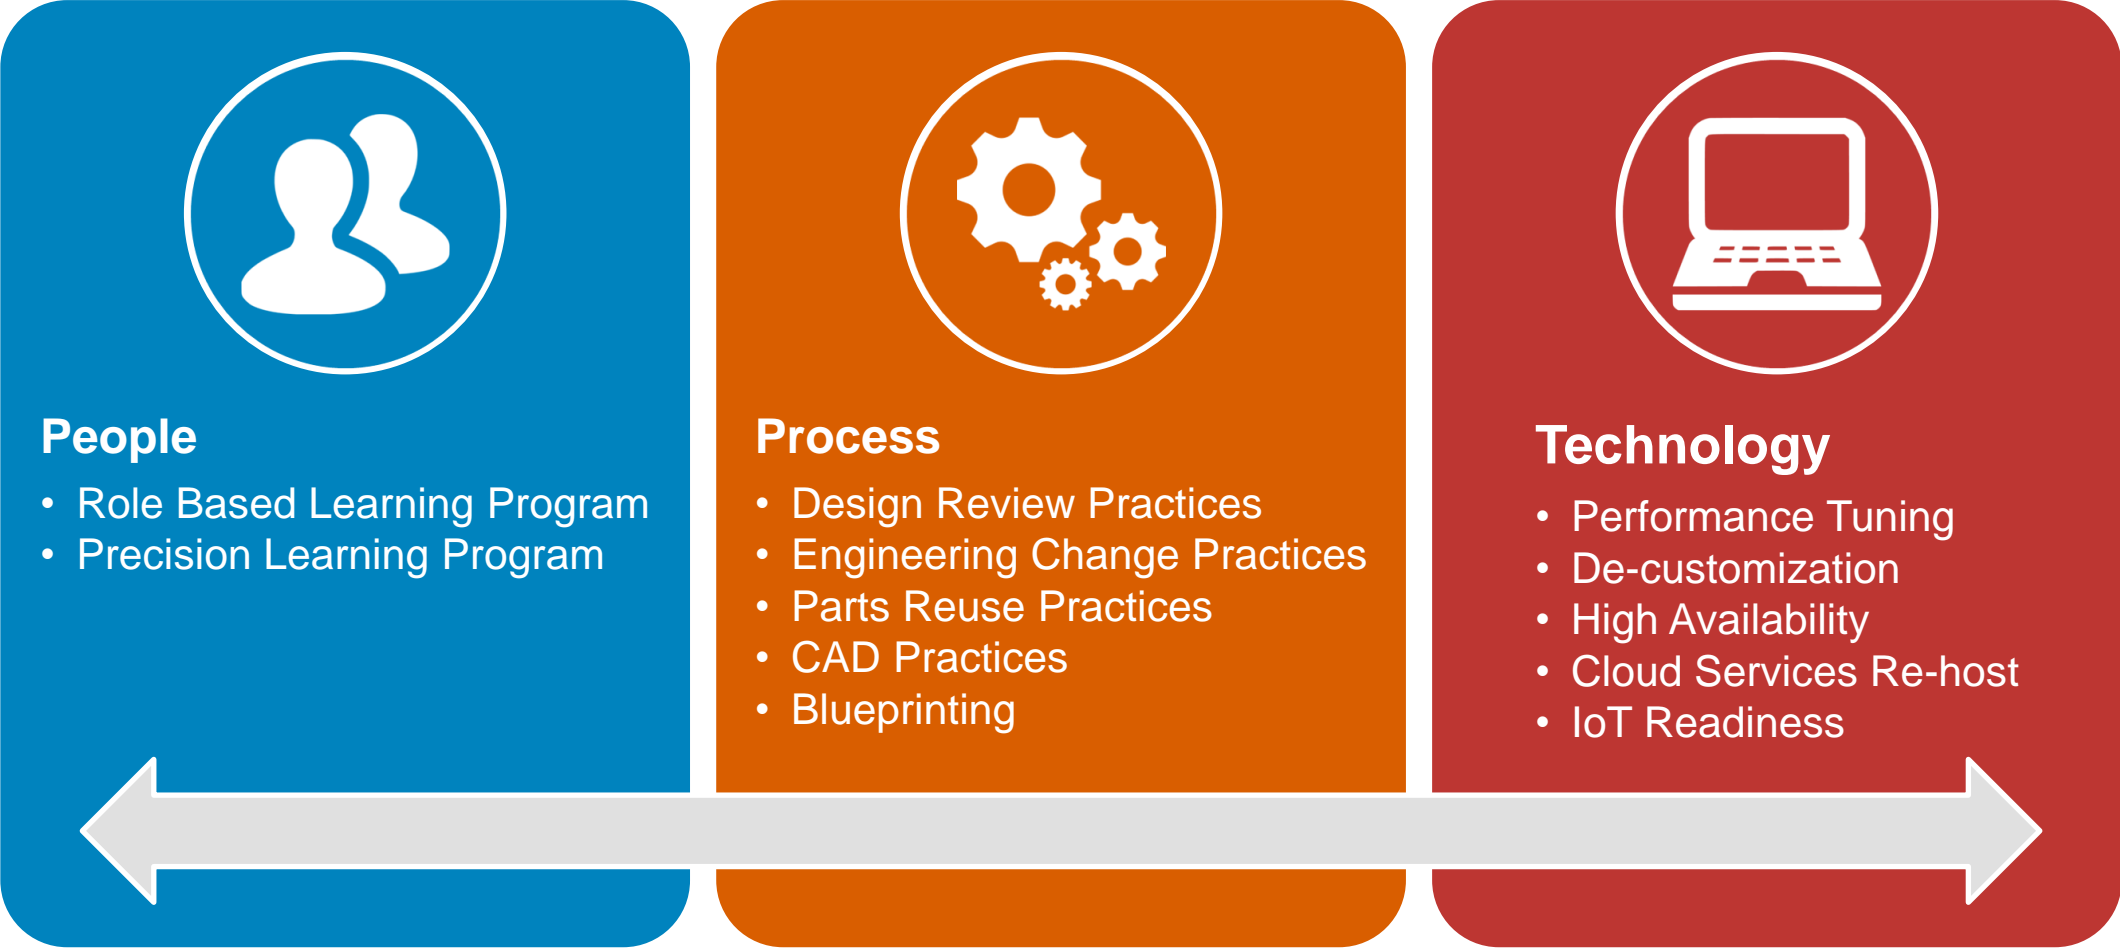 People
• Role Based Learning Program
• Precision Learning Program
Process
• Design Review Practices
• Engineering Change Practices
• Parts Reuse Practices
• CAD Practices
• Blueprinting
Technology
• Performance Tuning
• De-customization
• High Availability
• Cloud Services Re-host
• IoT Readiness